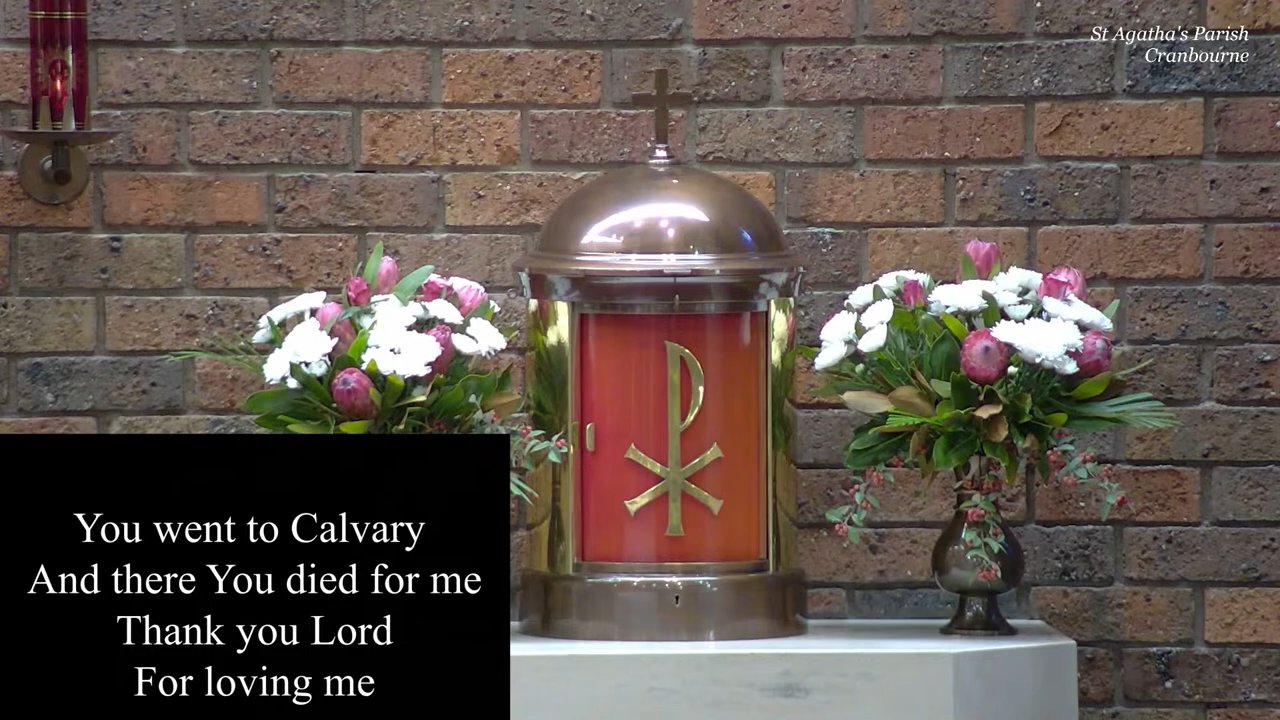 St Agatha's Parish
Cranbourne
You went to Calvary
And there You died for me
Thank you Lord
For loving me